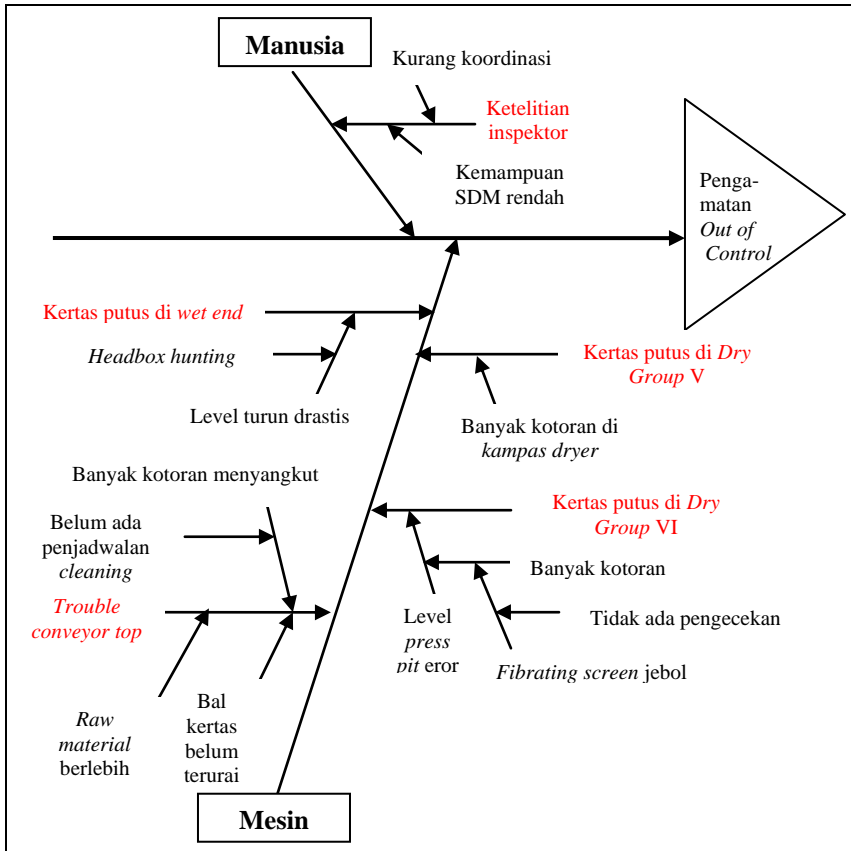 Manusia
Kurang koordinasi
Ketelitian
inspektor
Kemampuan
SDM rendah
Penga-
matan
Out of
Control
Kertas putus di wet end
Headbox hunting
Level turun drastis
Kertas putus di Dry
Group V
Banyak kotoran di
kampas dryer
Banyak kotoran menyangkut
Belum ada
penjadwalan
cleaning
Trouble
conveyor top
Raw
material
berlebih
Bal
kertas
belum
terurai
Kertas putus di Dry
Group VI
Banyak kotoran
Tidak ada pengecekan
Level
press
pit eror
Fibrating screen jebol
Mesin